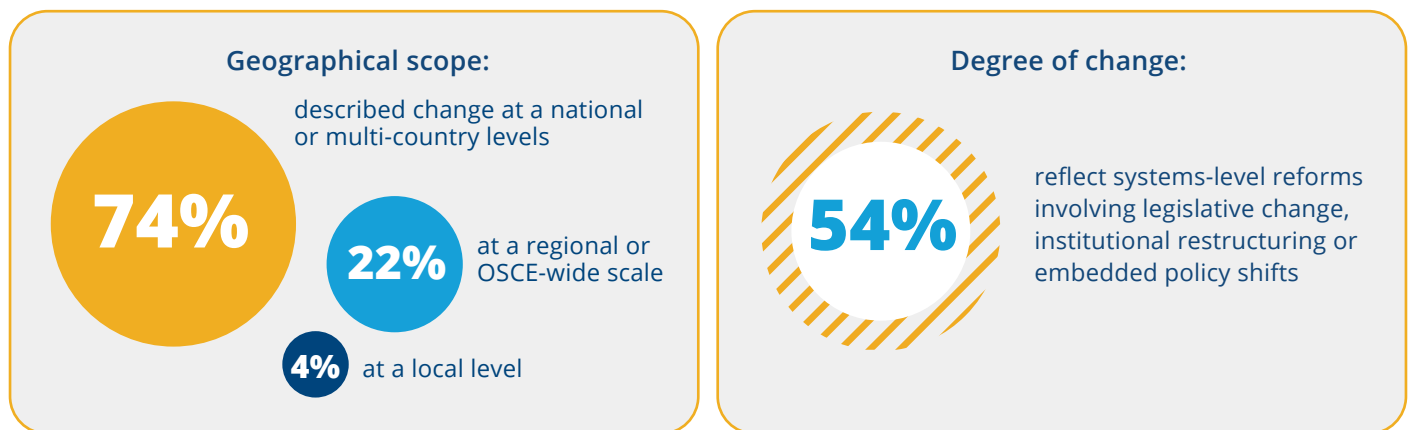 Geographical scope:
74%
described change at a national
or multi-country levels
22%
at a regional or
OSCE-wide scale
4%
at a local level
Degree of change:
54%
reflect systems-level reforms
involving legislative change,
institutional restructuring or
embedded policy shifts